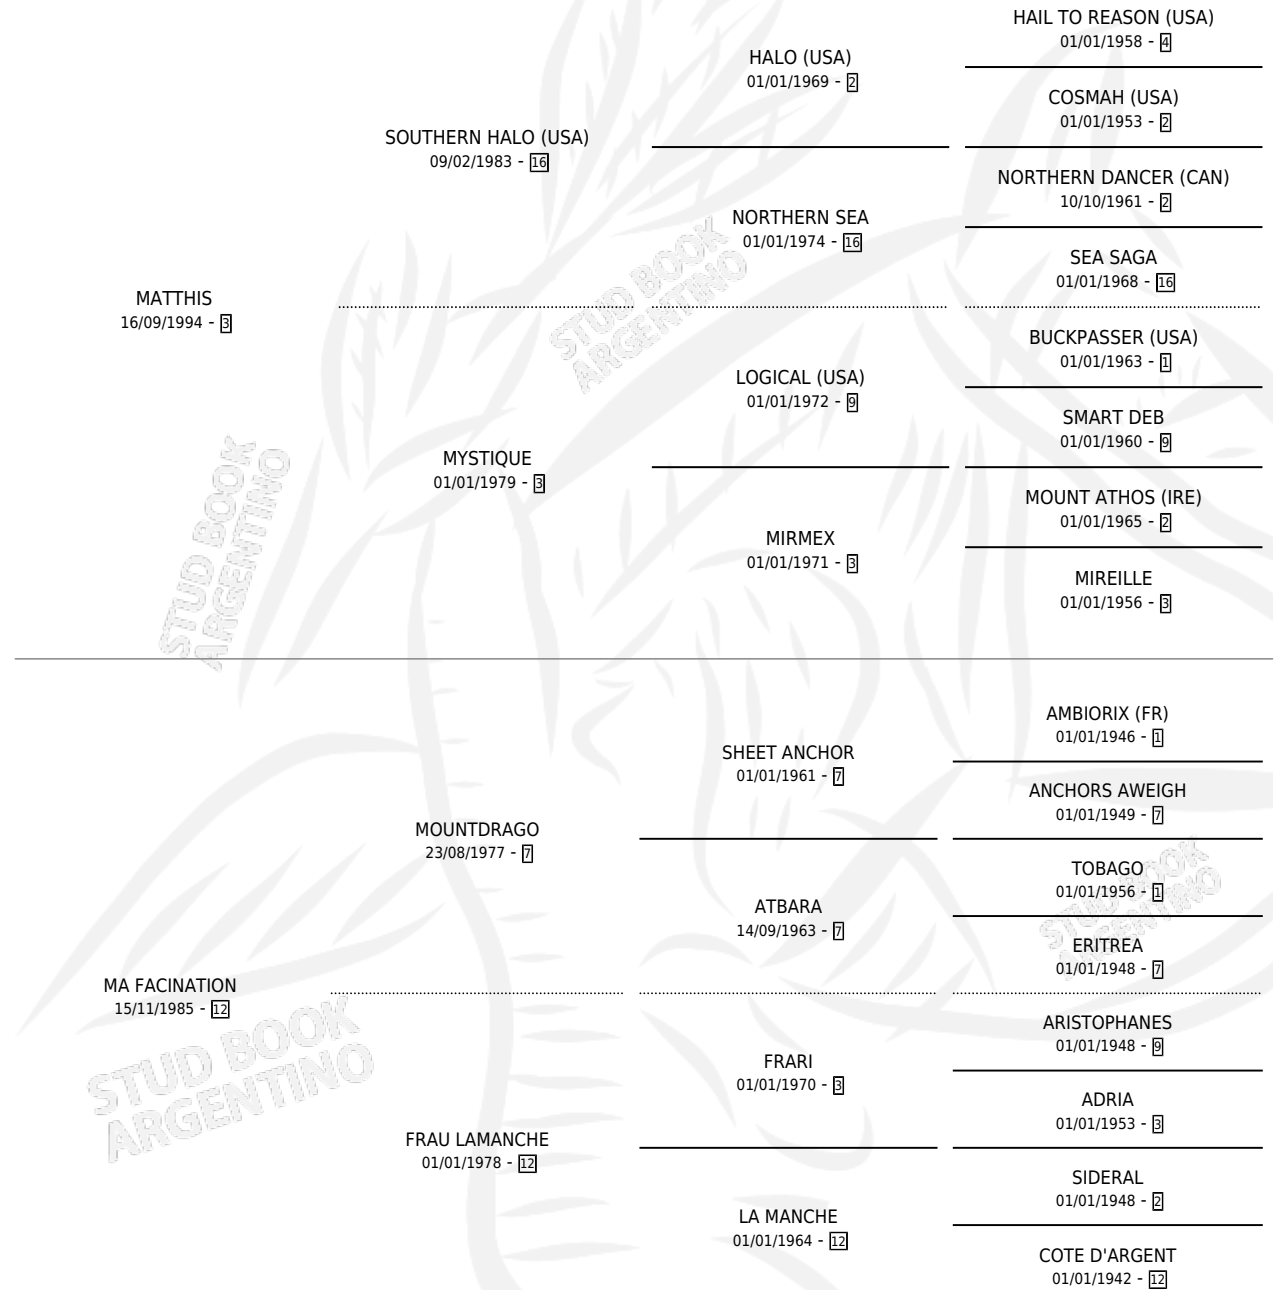 HAIL TO REASON (USA)
01/01/1958 - 4
HALO (USA)
01/01/1969 - 2
COSMAH (USA)
01/01/1953 - 2
SOUTHERN HALO (USA)
09/02/1983 - 16
NORTHERN DANCER (CAN)
10/10/1961 - 2
NORTHERN SEA
01/01/1974 - 16
SEA SAGA
01/01/1968 - 16
MATTHIS
16/09/1994 - 3
BUCKPASSER (USA)
01/01/1963 - 1
LOGICAL (USA)
01/01/1972 - 9
SMART DEB
01/01/1960 - 9
MYSTIQUE
01/01/1979 - 3
MOUNT ATHOS (IRE)
01/01/1965 - 2
MIRMEX
01/01/1971 - 3
MIREILLE
01/01/1956 - 3
AMBIORIX (FR)
01/01/1946 - 1
SHEET ANCHOR
01/01/1961 - 7
ANCHORS AWEIGH
01/01/1949 - 7
MOUNTDRAGO
23/08/1977 - 7
TOBAGO
01/01/1956 - 1
ATBARA
14/09/1963 - 7
ERITREA
01/01/1948 - 7
MA FACINATION
15/11/1985 - 12
ARISTOPHANES
01/01/1948 - 9
FRARI
01/01/1970 - 3
ADRIA
01/01/1953 - 3
FRAU LAMANCHE
01/01/1978 - 12
SIDERAL
01/01/1948 - 2
LA MANCHE
01/01/1964 - 12
COTE D'ARGENT
01/01/1942 - 12
STUD BOOK
ARGENTINO
STUD BOOK
ARGENTINO
STUD BOOK
ARGENTINO
STUD BOOK
ARGENTINO